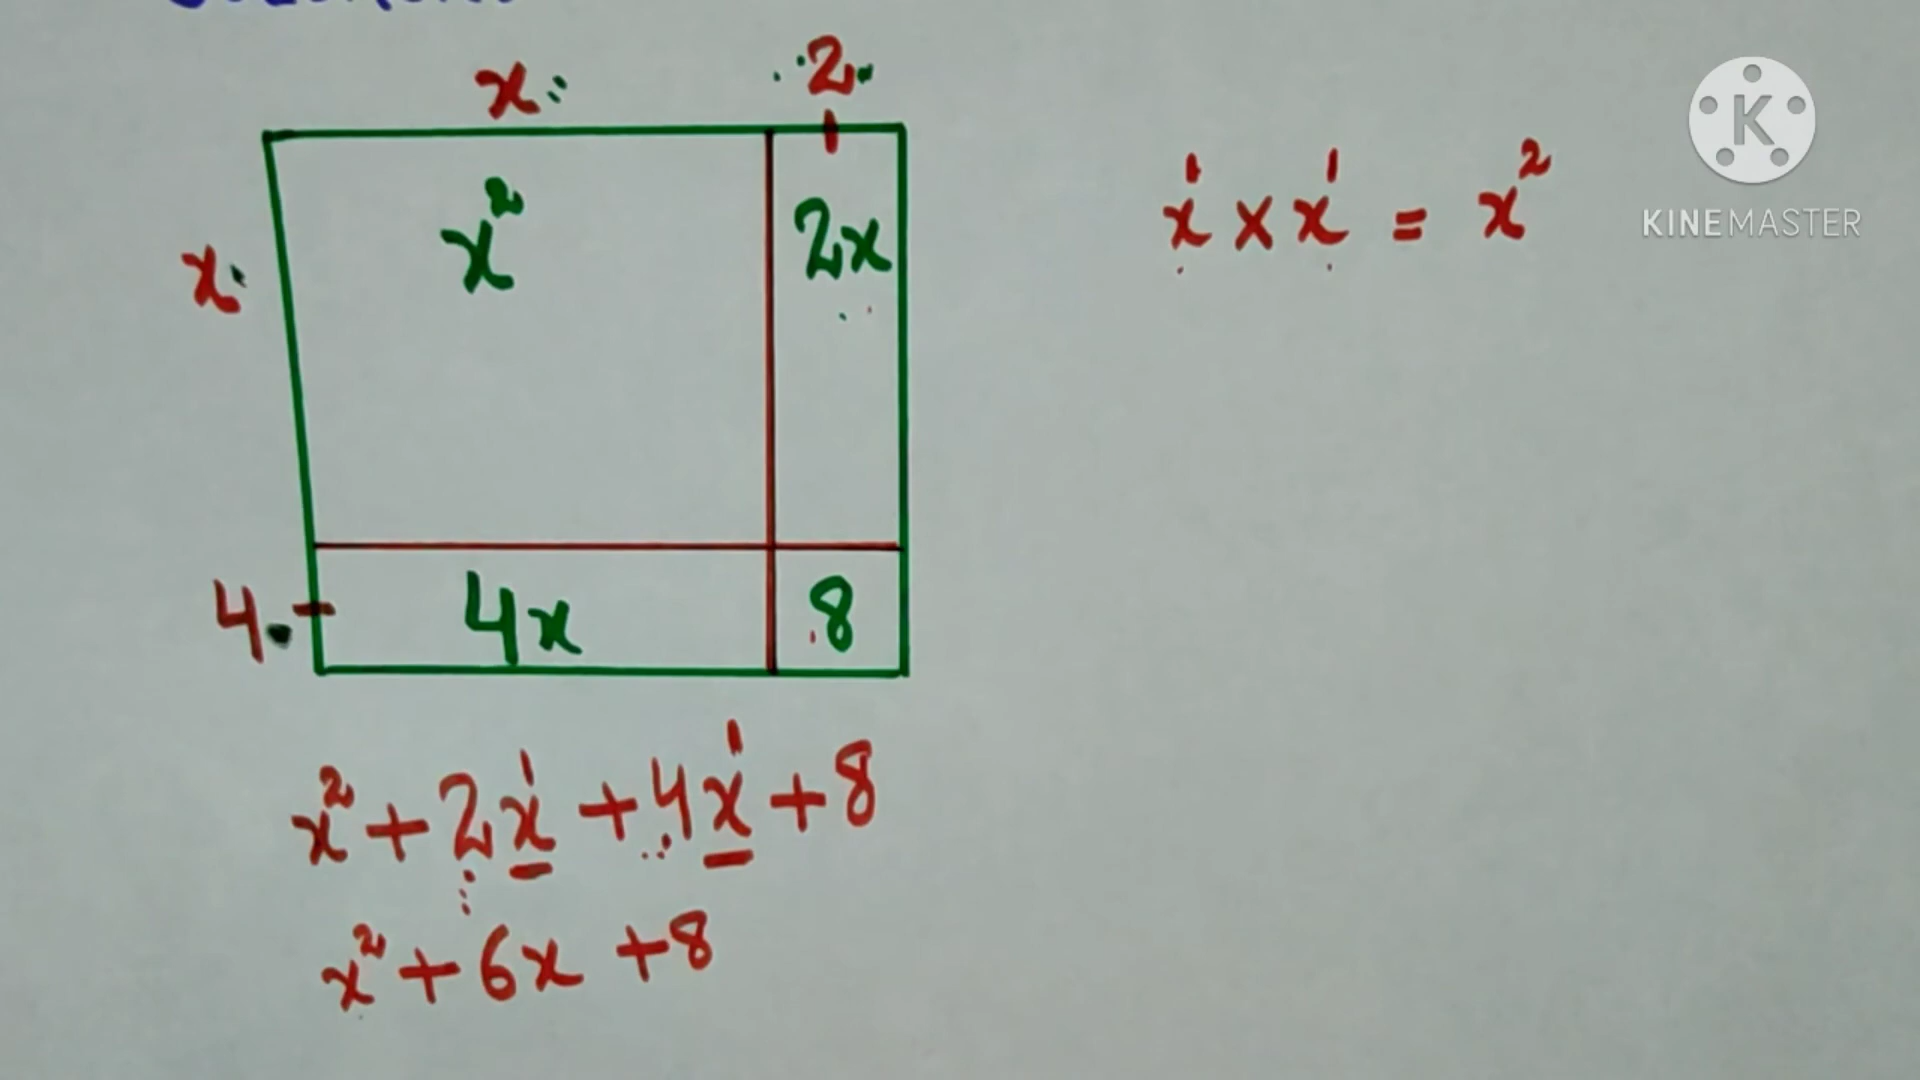 x 2
x x² 2x
x¹ × x¹ = x²
K
KINEMASTER
4 4x 8
x² + 2x¹ + 4x¹ + 8
x² + 6x + 8